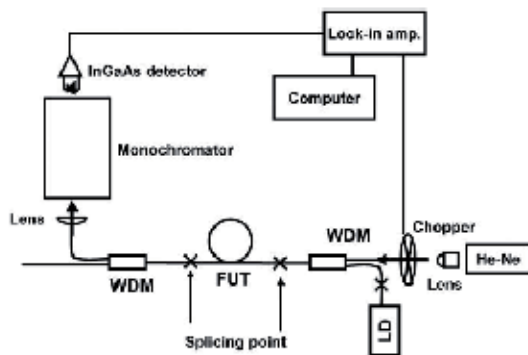 Lock-in amp.
InGaAs detector
Computer
Monochromator
Lens
Chopper
WDM
He-Ne
WDM
FUT
Lens
Splicing point
LD